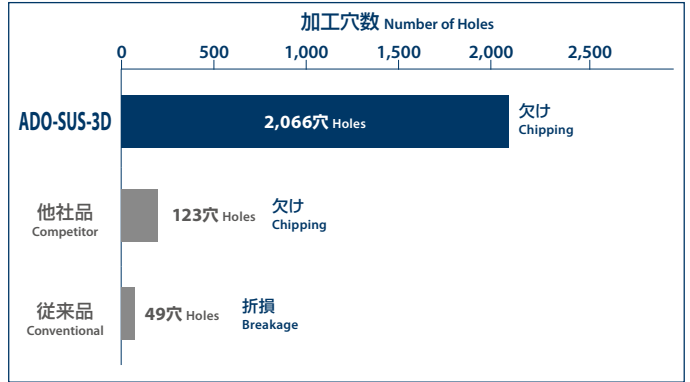 加工穴数 Number of Holes
0 500 1,000 1,500 2,000 2,500
ADO-SUS-3D
2,066穴 Holes
欠け
Chipping
他社品
Competitor
123穴 Holes
欠け
Chipping
従来品
Conventional
49穴 Holes
折損
Breakage